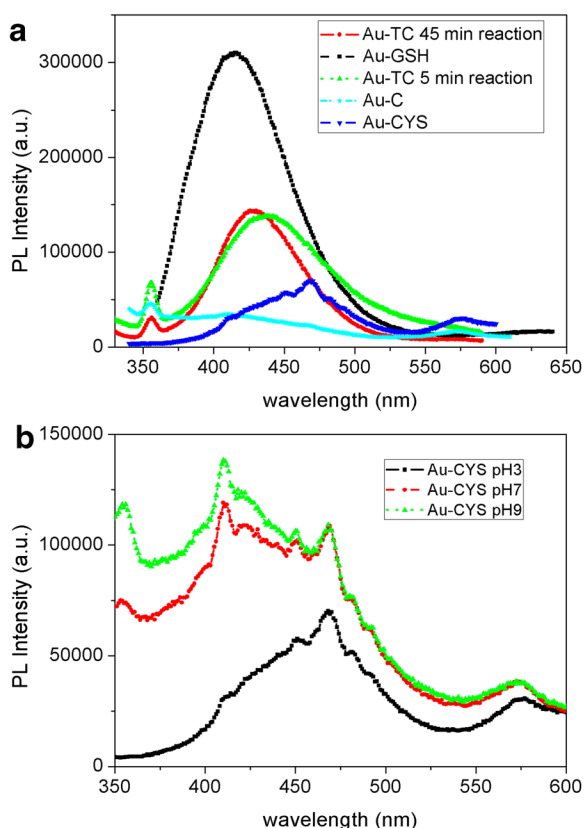 a
Au-TC 45 min reaction
Au-GSH
Au-TC 5 min reaction
Au-C
Au-CYS
PL Intensity (a.u.)
300000
200000
100000
0
350 400 450 500 550 600 650
wavelength (nm)
b
Au-CYS pH3
Au-CYS pH7
Au-CYS pH9
PL Intensity (a.u.)
150000
100000
50000
0
350 400 450 500 550 600
wavelength (nm)